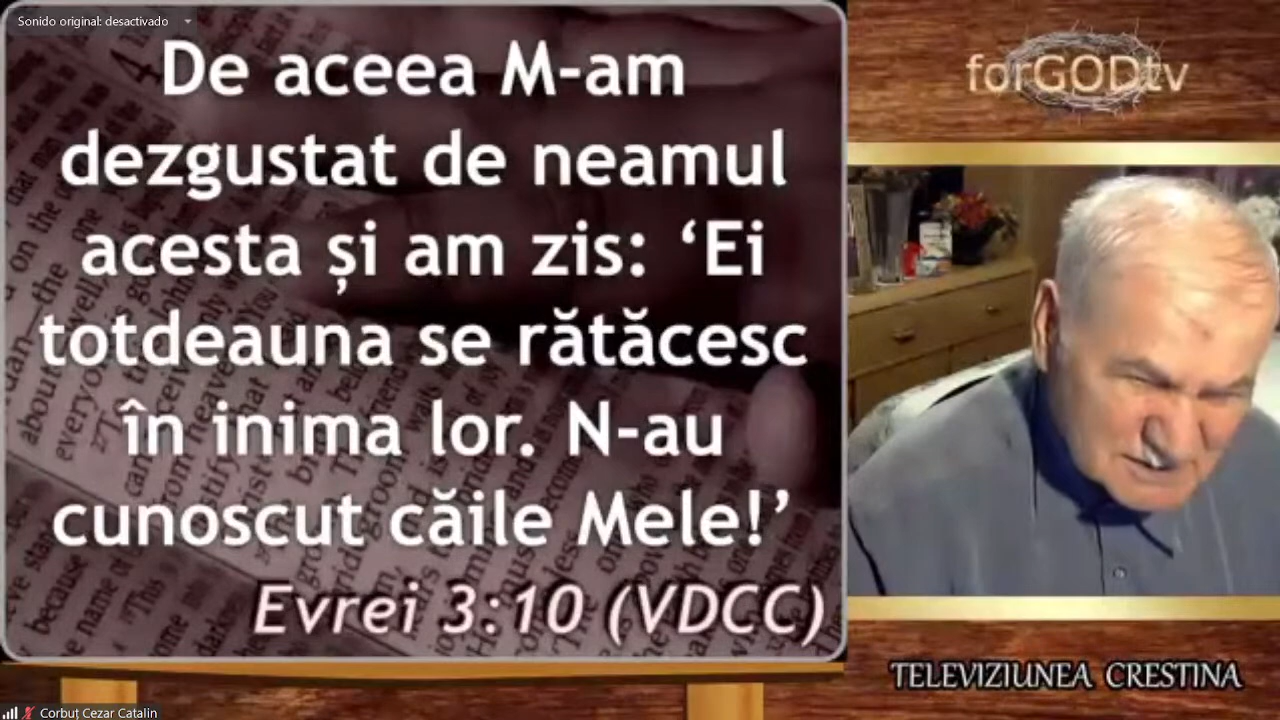 Sonido original: desactivado
De aceea M-am
dezgustat de neamul
acesta și am zis: ‘Ei
totdeauna se rătăcesc
în inima lor. N-au
cunoscut căile Mele!’
Evrei 3:10 (VDCC)
forGODtv
TELEVIZIUNEA CRESTINA
Corbuț Cezar Catalin